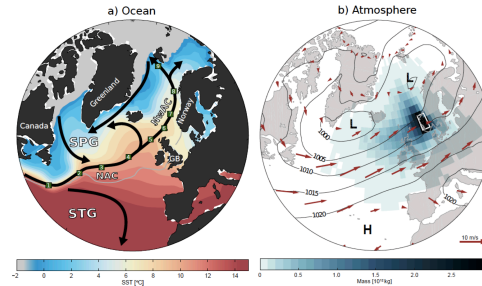 a) Ocean
Canada
Greenland
SPG
NAC
STG
NwAC
Norway
GB
1
2
3
4
5
6
7
8
9
−2 −1 0 2 4 6 8 10 12 14
SST [°C]
b) Atmosphere
L
L
H
1000
1005
1010
1015
1020
1020
10 m/s
0 0.5 1.0 1.5 2.0 2.5